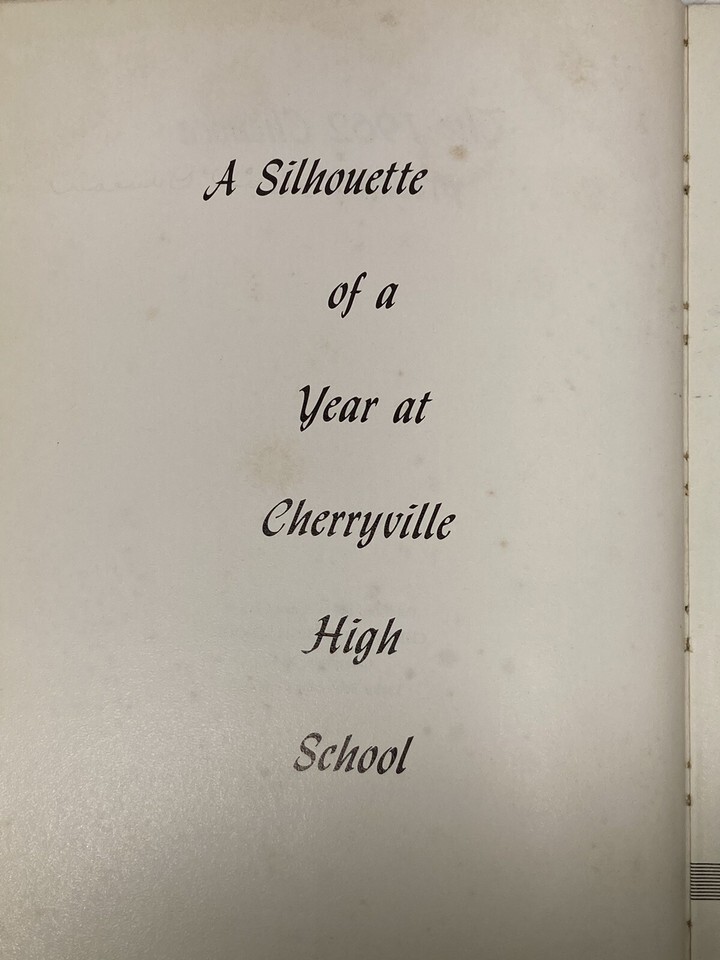 A Silhouette
of a
Year at
Cherryville
High
School